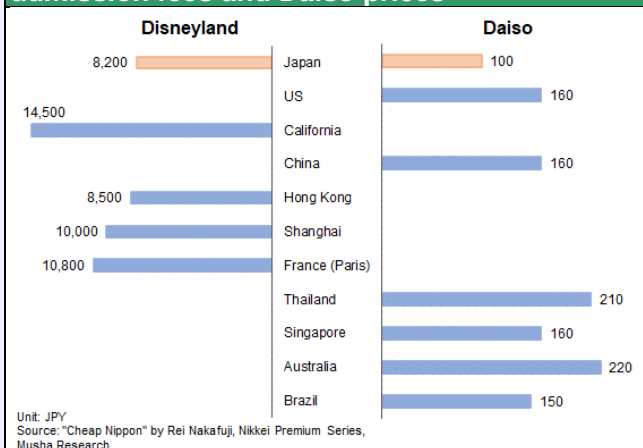 Disneyland Daiso
8,200 Japan 100
US 160
14,500
California
China 160
8,500 Hong Kong
10,000 Shanghai
10,800 France (Paris)
Thailand 210
Singapore 160
Australia 220
Brazil 150
Unit: JPY
Source: "Cheap Nippon" by Rei Nakafuji, Nikkei Premium Series,
Musha Research